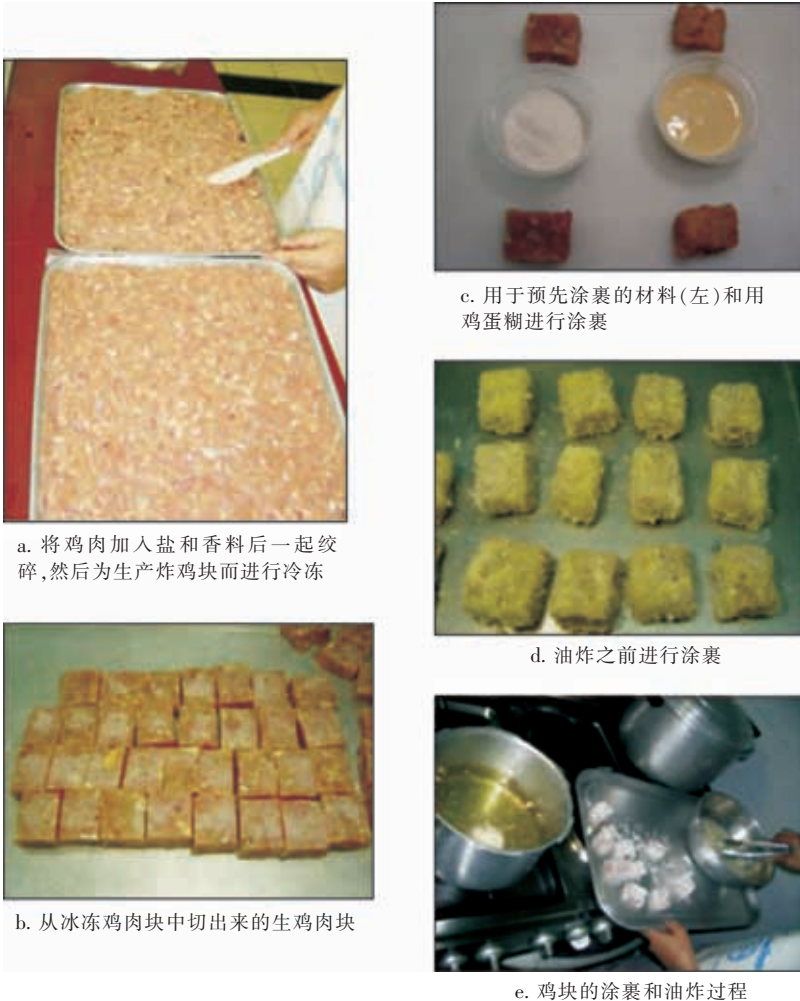 a. 将鸡肉加入盐和香料后一起绞
碎,然后为生产炸鸡块而进行冷冻
b. 从冰冻鸡肉块中切出来的生鸡肉块
c. 用于预先涂裹的材料(左)和用
鸡蛋糊进行涂裹
d. 油炸之前进行涂裹
e. 鸡块的涂裹和油炸过程